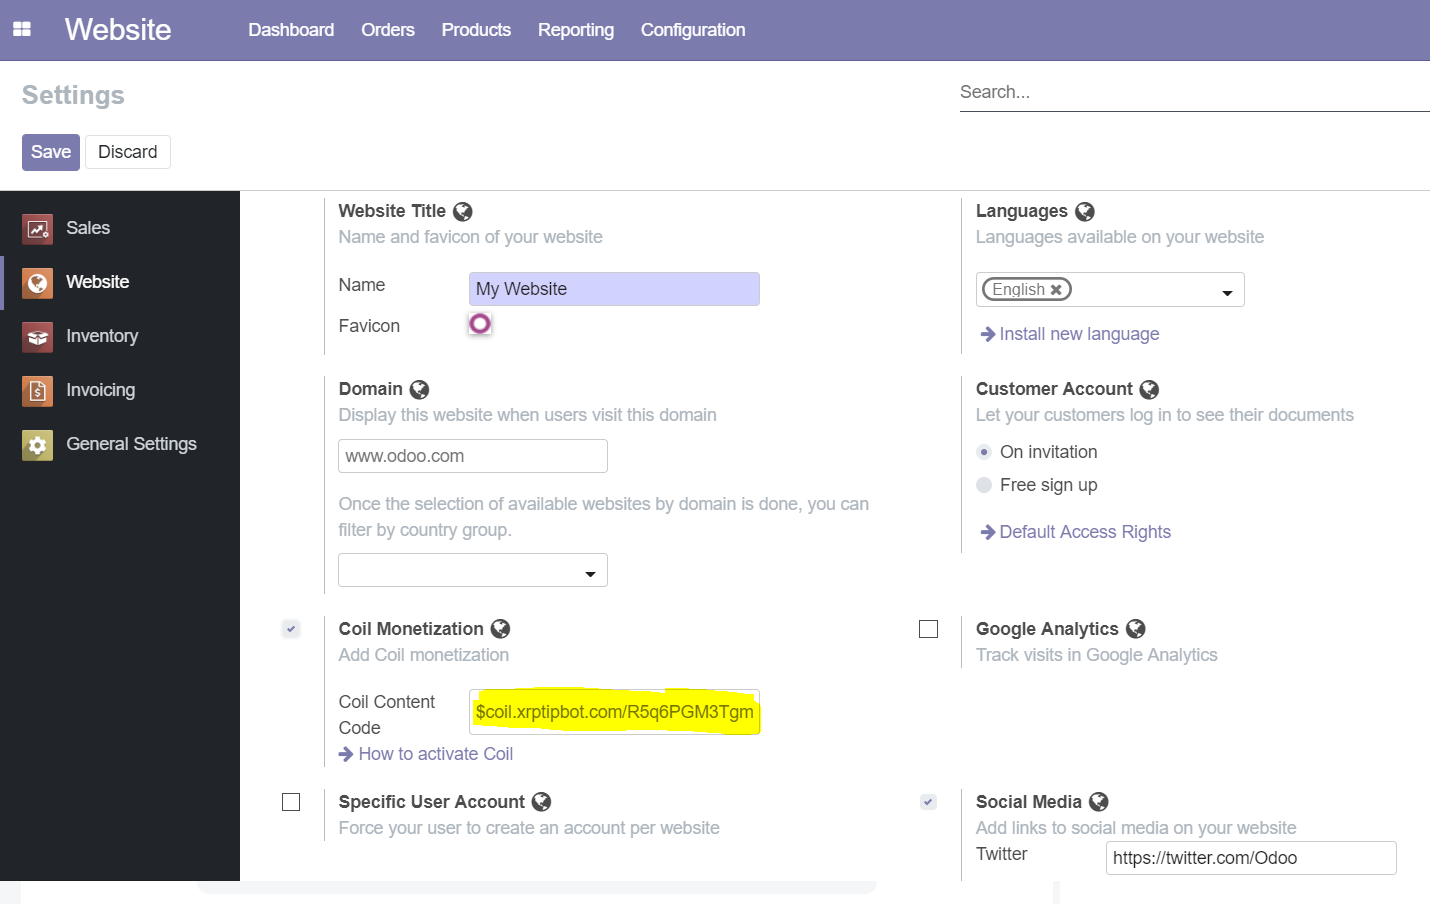 Website Dashboard Orders Products Reporting Configuration
Settings
Search...
Save Discard
Sales
Website
Inventory
Invoicing
General Settings
Website Title
Name and favicon of your website
Name My Website
Favicon
Languages
Languages available on your website
English
Install new language
Domain
Display this website when users visit this domain
www.odoo.com
Once the selection of available websites by domain is done, you can
filter by country group.
Customer Account
Let your customers log in to see their documents
On invitation
Free sign up
Default Access Rights
Coil Monetization
Add Coil monetization
Coil Content
Code
$coil.xrptipbot.com/R5q6PGM3Tgm
How to activate Coil
Google Analytics
Track visits in Google Analytics
Specific User Account
Force your user to create an account per website
Social Media
Add links to social media on your website
Twitter https://twitter.com/Odoo